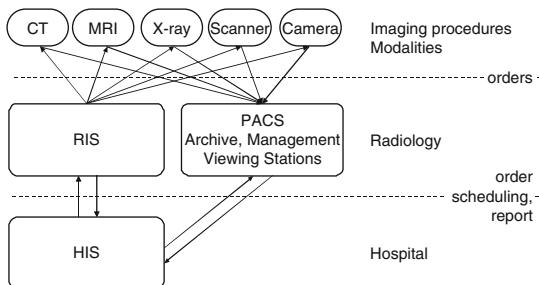 CT MRI X-ray Scanner Camera Imaging procedures
Modalities
orders
PACS
RIS Archive, Management Radiology
Viewing Stations
order
scheduling,
report
HIS Hospital